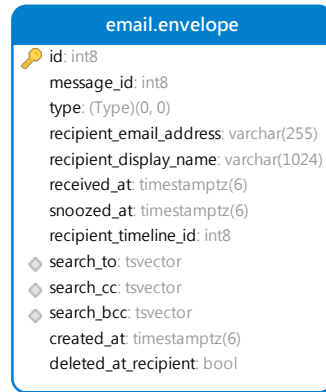 email.envelope
id: int8
message_id: int8
type: (Type)(0, 0)
recipient_email_address: varchar(255)
recipient_display_name: varchar(1024)
received_at: timestamptz(6)
snoozed_at: timestamptz(6)
recipient_timeline_id: int8
search_to: tsvector
search_cc: tsvector
search_bcc: tsvector
created_at: timestamptz(6)
deleted_at_recipient: bool